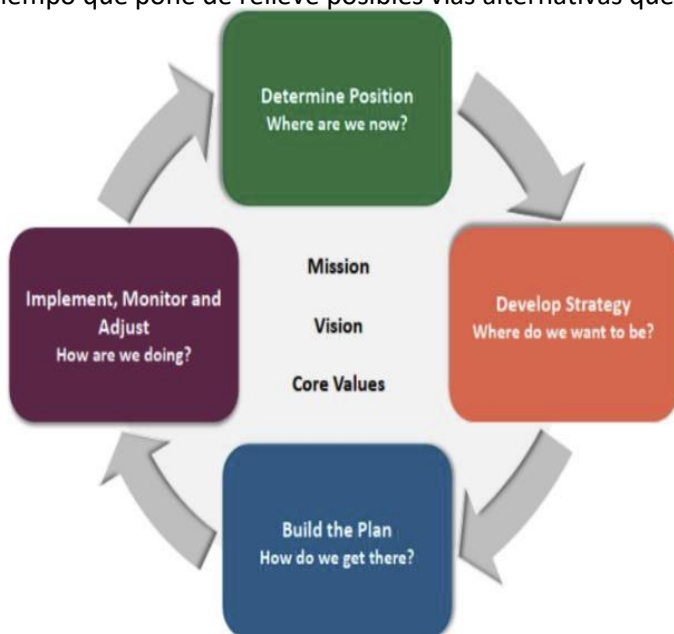 tiempo que pone de relieve posibles vías alternativas que
Determine Position
Where are we now?
Mission
Vision
Core Values
Develop Strategy
Where do we want to be?
Build the Plan
How do we get there?
Implement, Monitor and
Adjust
How are we doing?